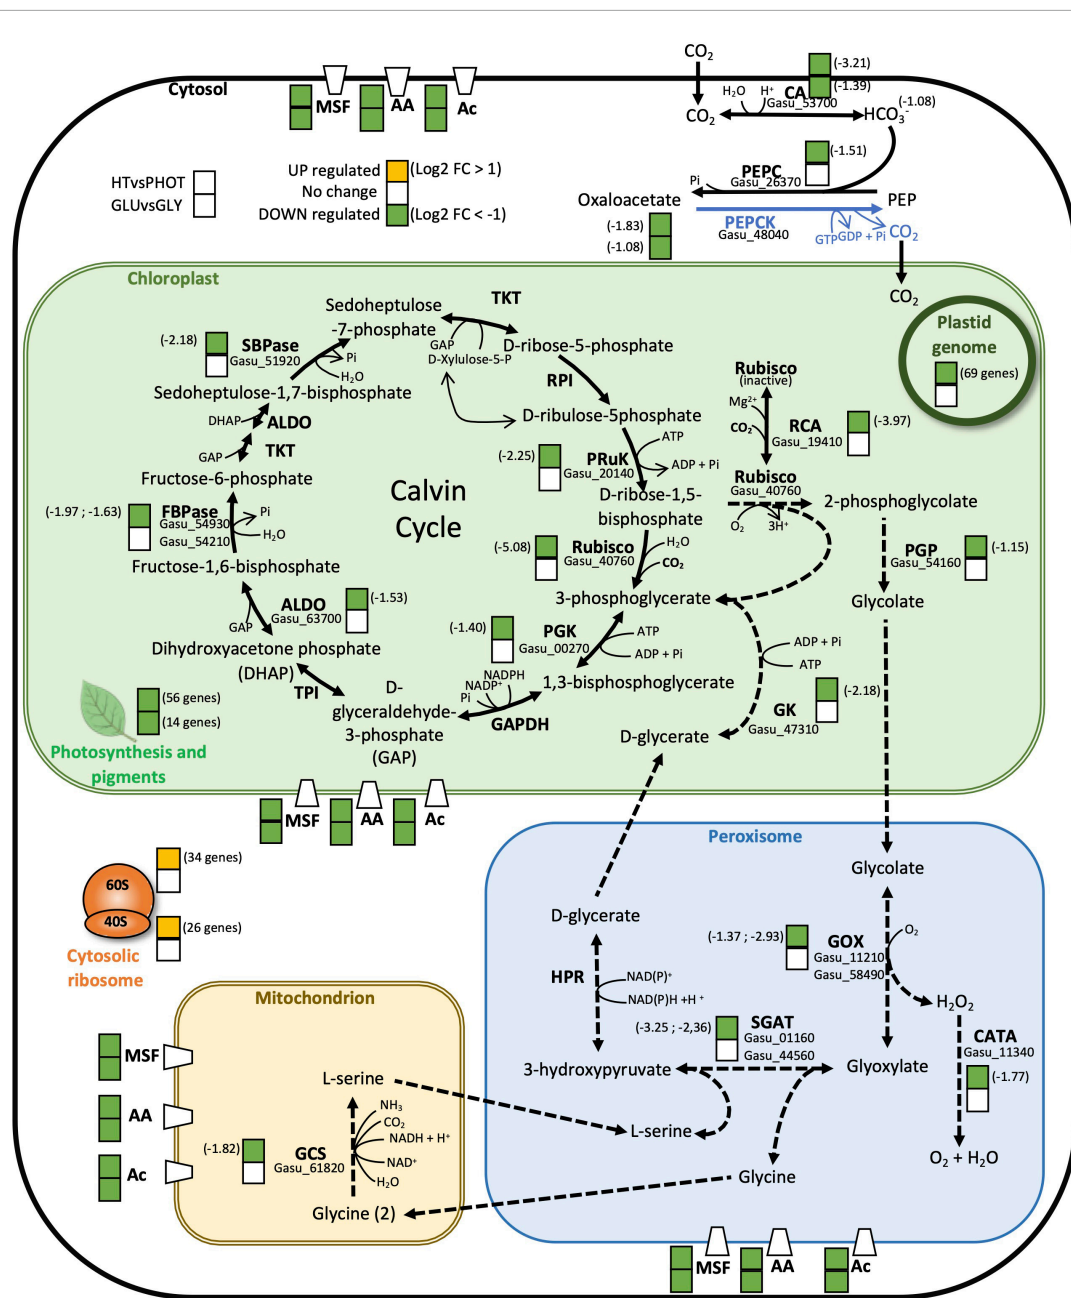 CO2
Cytosol
MSF
AA
Ac
(-3.21)
(-1.39)
CA
Gasu_53700
H2O
H+
CO2
HCO3-
(-1.08)
HTvsPHOT
GLUvsGLY
UP regulated
(Log2 FC > 1)
No change
DOWN regulated
(Log2 FC < -1)
(-1.51)
PEPC
Gasu_26370
Pi
Oxaloacetate
PEP
(-1.83)
(-1.08)
PEPCK
Gasu_48040
GTP
GDP + Pi
CO2
CO2
Chloroplast
Plastid
genome
(69 genes)
Sedoheptulose
-7-phosphate
TKT
GAP
D-Xylulose-5-P
D-ribose-5-phosphate
(-2.18)
SBPase
Gasu_51920
Pi
H2O
RPI
Sedoheptulose-1,7-bisphosphate
D-ribulose-5phosphate
DHAP
ALDO
GAP
TKT
Fructose-6-phosphate
Rubisco
(inactive)
Mg2+
CO2
RCA
Gasu_19410
(-3.97)
(-2.25)
PRuK
Gasu_20140
ATP
ADP + Pi
Calvin
Cycle
D-ribose-1,5-
bisphosphate
Rubisco
Gasu_40760
O2
3H+
2-phosphoglycolate
(-1.97 ; -1.63)
FBPase
Gasu_54930
Gasu_54210
Pi
H2O
Fructose-1,6-bisphosphate
(-5.08)
Rubisco
Gasu_40760
H2O
CO2
PGP
Gasu_54160
(-1.15)
3-phosphoglycerate
Glycolate
GAP
ALDO
Gasu_63700
(-1.53)
(-1.40)
PGK
Gasu_00270
ATP
ADP + Pi
ADP + Pi
ATP
Dihydroxyacetone phosphate
(DHAP)
TPI
1,3-bisphosphoglycerate
Pi
NADP+
NADPH
GAPDH
D-
glyceraldehyde-
3-phosphate
(GAP)
(-2.18)
GK
Gasu_47310
D-glycerate
(56 genes)
(14 genes)
Photosynthesis and
pigments
MSF
AA
Ac
Peroxisome
60S
40S
(34 genes)
(26 genes)
Cytosolic
ribosome
Glycolate
D-glycerate
(-1.37 ; -2.93)
GOX
Gasu_11210
Gasu_58490
O2
HPR
NAD(P)+
NAD(P)H +H +
H2O2
(-3.25 ; -2,36)
SGAT
Gasu_01160
Gasu_44560
CATA
Gasu_11340
(-1.77)
3-hydroxypyruvate
Glyoxylate
L-serine
Glycine
O2 + H2O
Mitochondrion
MSF
AA
Ac
L-serine
NH3
CO2
NADH + H+
NAD+
H2O
(-1.82)
GCS
Gasu_61820
Glycine (2)
MSF
AA
Ac